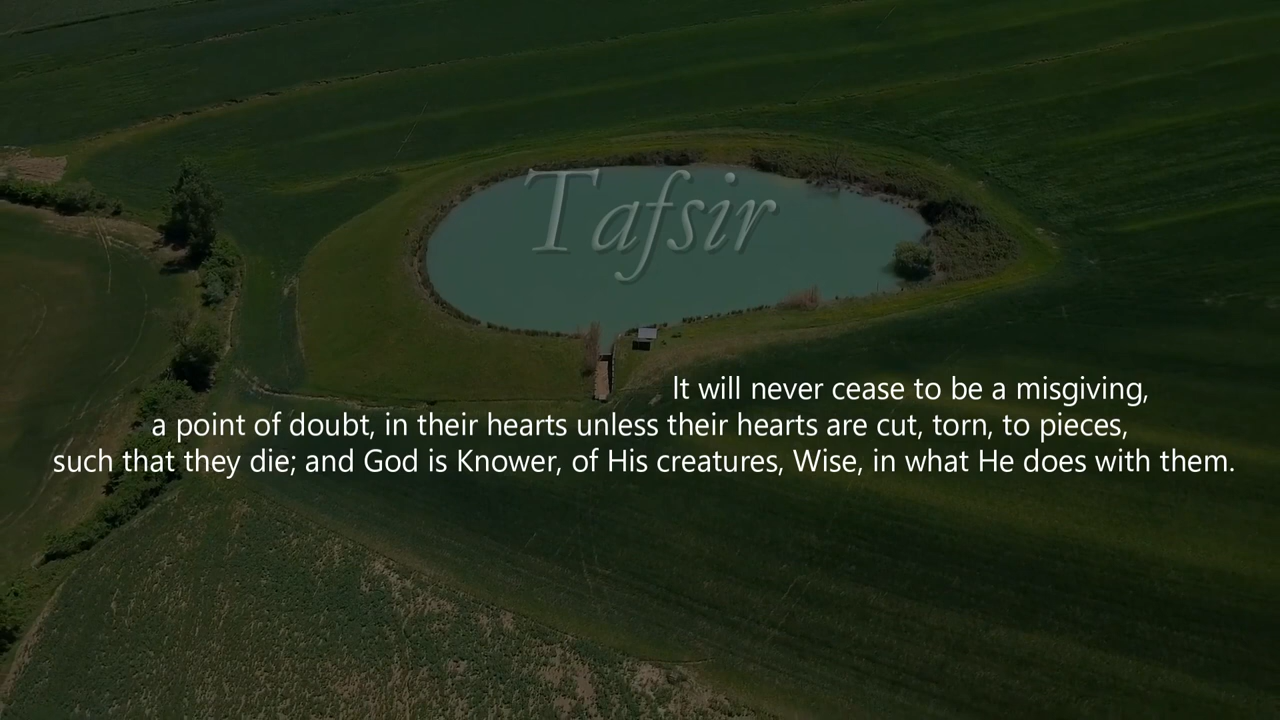 Tafsir
It will never cease to be a misgiving,
a point of doubt, in their hearts unless their hearts are cut, torn, to pieces,
such that they die; and God is Knower, of His creatures, Wise, in what He does with them.